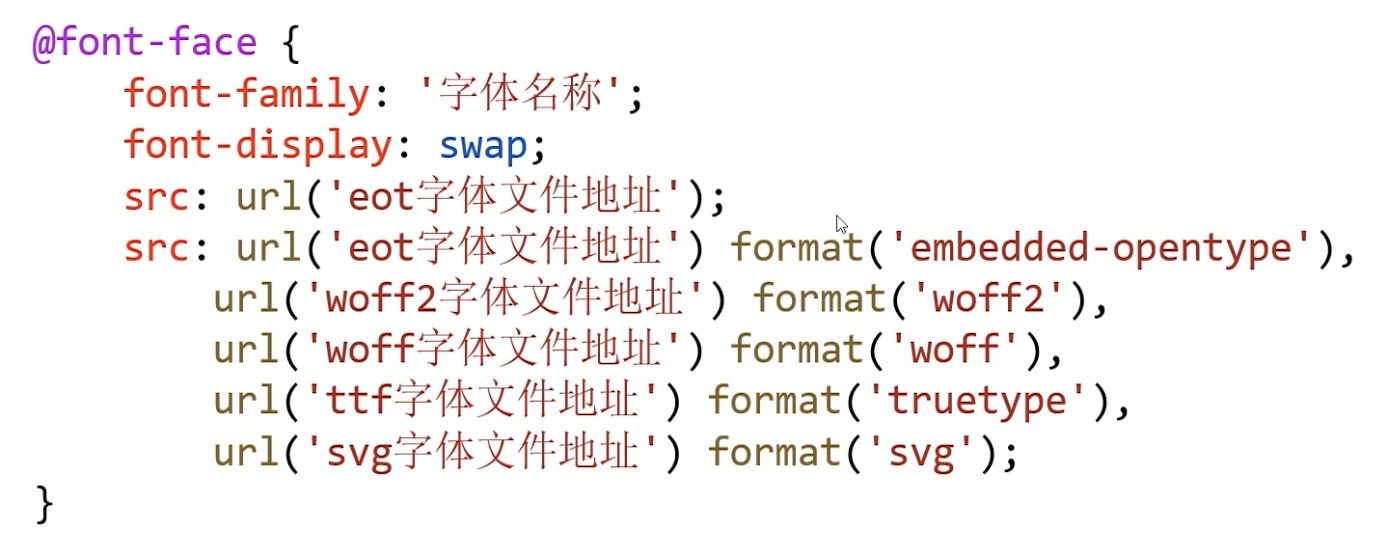 @font-face {
    font-family: '字体名称';
    font-display: swap;
    src: url('eot字体文件地址');
    src: url('eot字体文件地址') format('embedded-opentype'),
        url('woff2字体文件地址') format('woff2'),
        url('woff字体文件地址') format('woff'),
        url('ttf字体文件地址') format('truetype'),
        url('svg字体文件地址') format('svg');
}